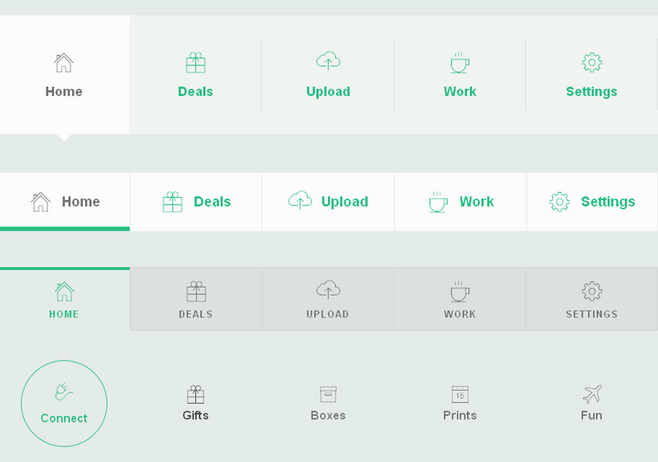 Home Deals Upload Work Settings
Home Deals Upload Work Settings
HOME DEALS UPLOAD WORK SETTINGS
15
Connect Gifts Boxes Prints Fun